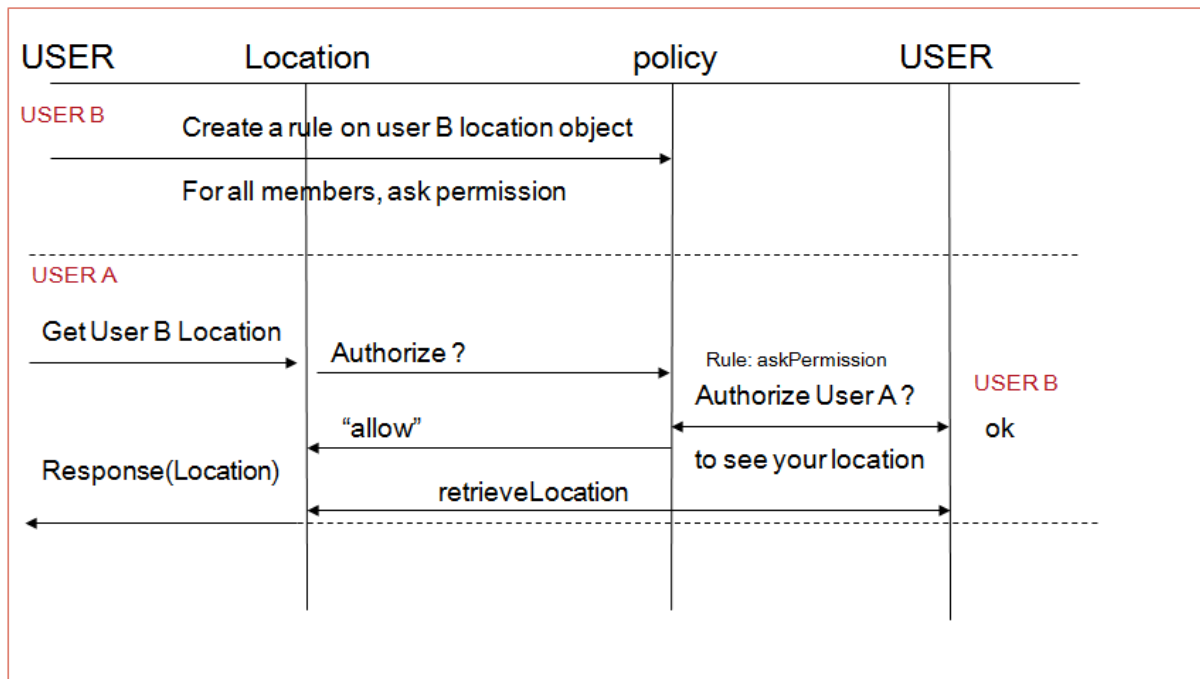 USER Location policy USER
USER B
Create a rule on user B location object
For all members, ask permission
USER A
Get User B Location
Authorize ?
Rule: askPermission
Authorize User A ?
USER B
ok
“allow”
to see your location
Response(Location)
retrieveLocation